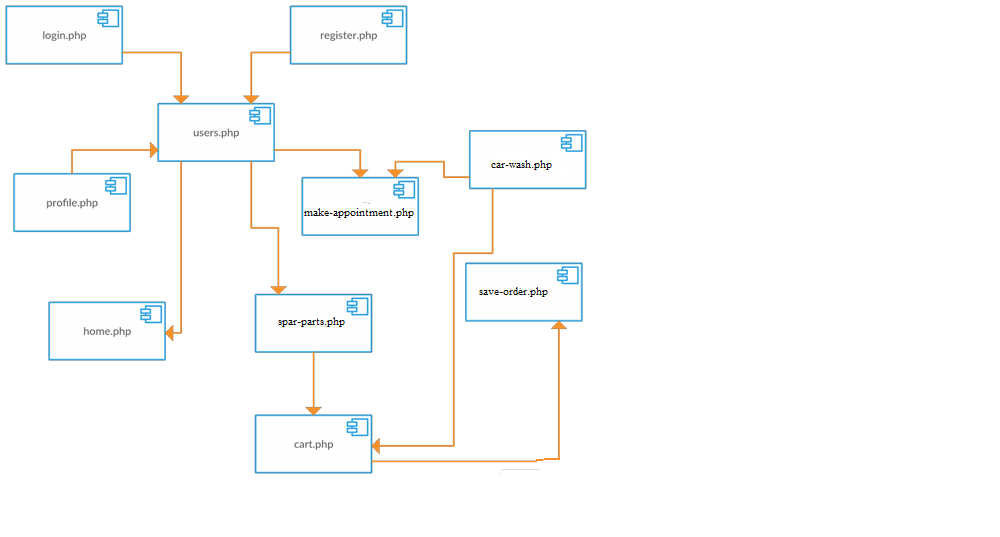 login.php
register.php
users.php
car-wash.php
profile.php
make-appointment.php
save-order.php
spar-parts.php
home.php
cart.php